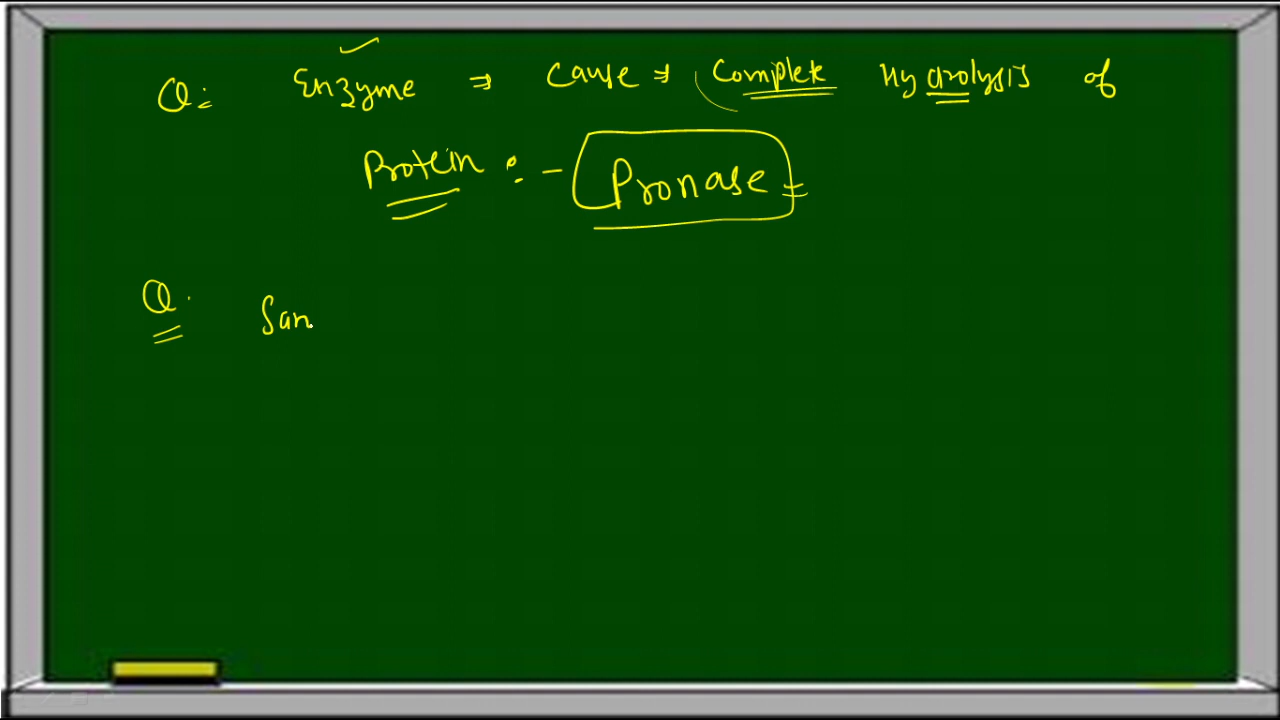 Q:- Enzyme ⇒ cause ⇒ Complete Hydrolysis of
Protein :- Pronase =
Q. San